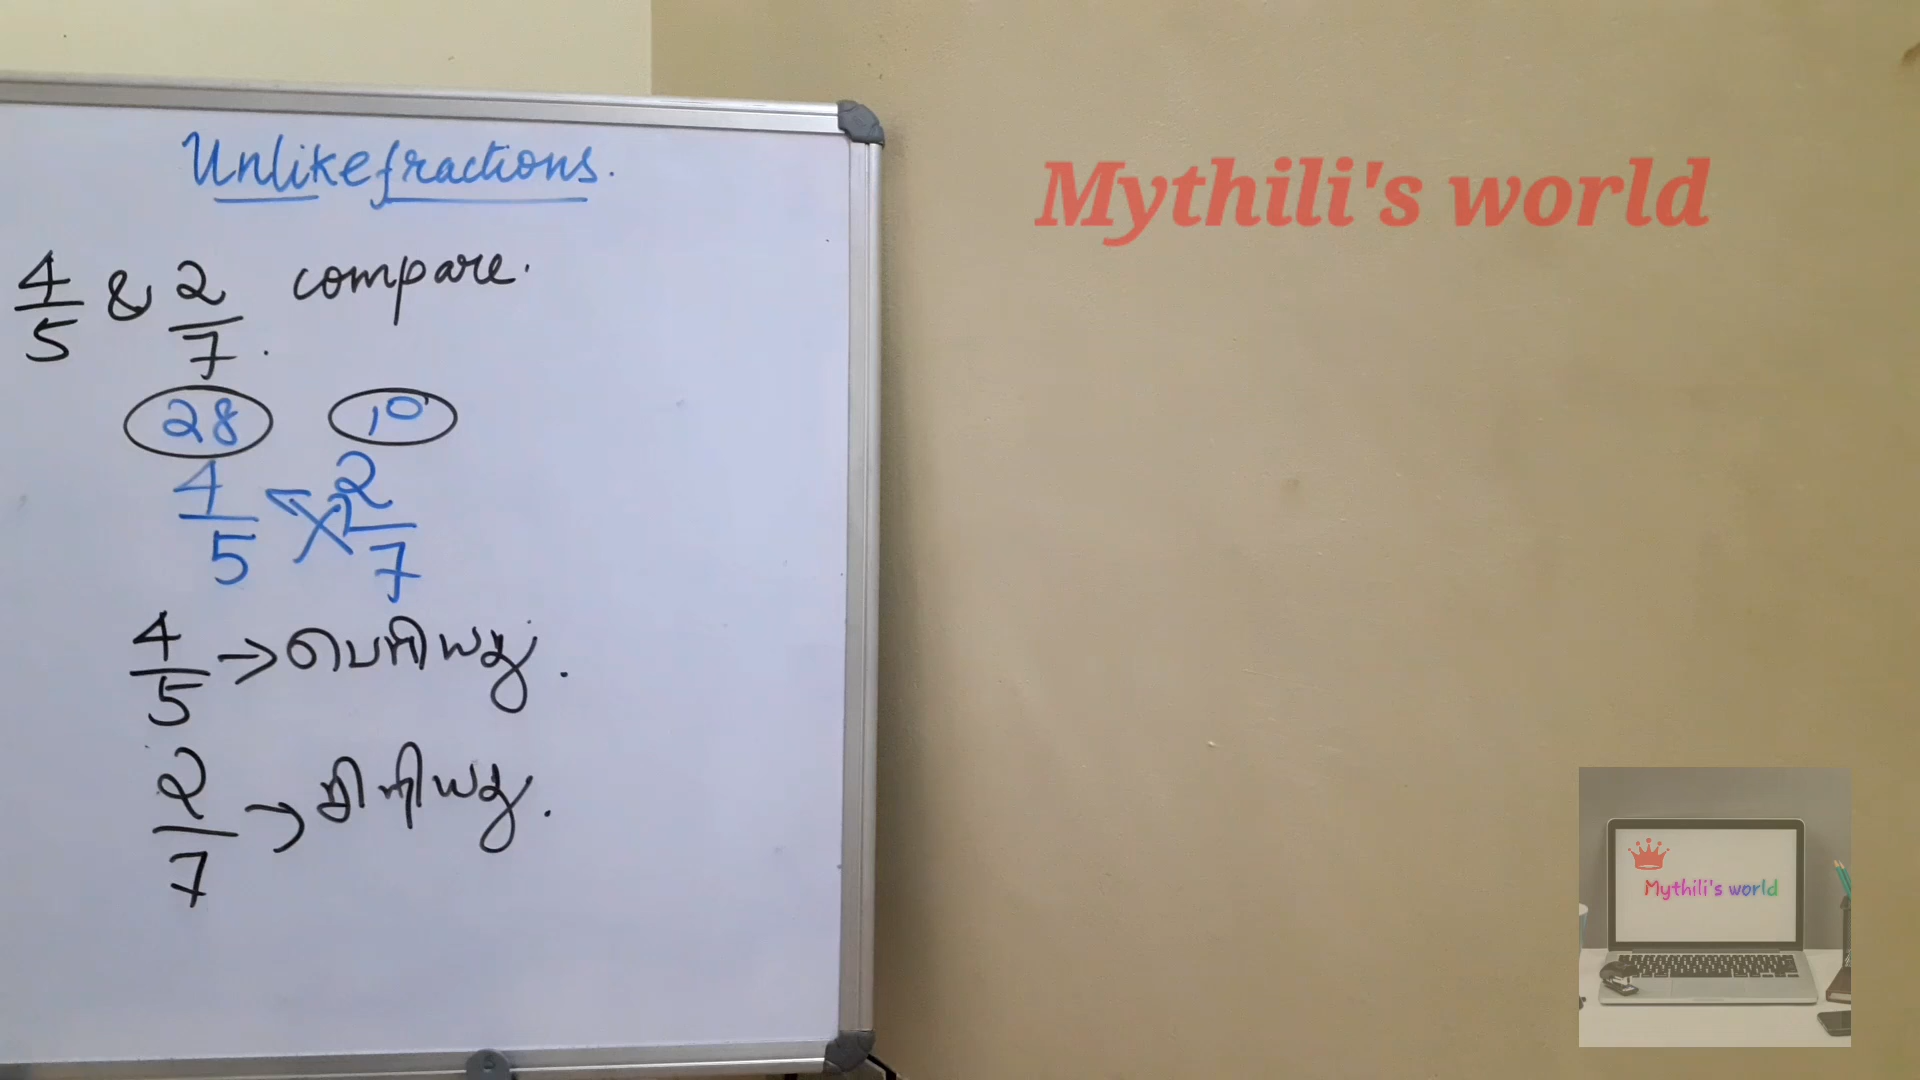 Unlike fractions.
4/5 & 2/7. compare.
28 10
4/5 2/7
4/5 → பெரியது.
2/7 → சிறியது.
Mythili's world
Mythili's world